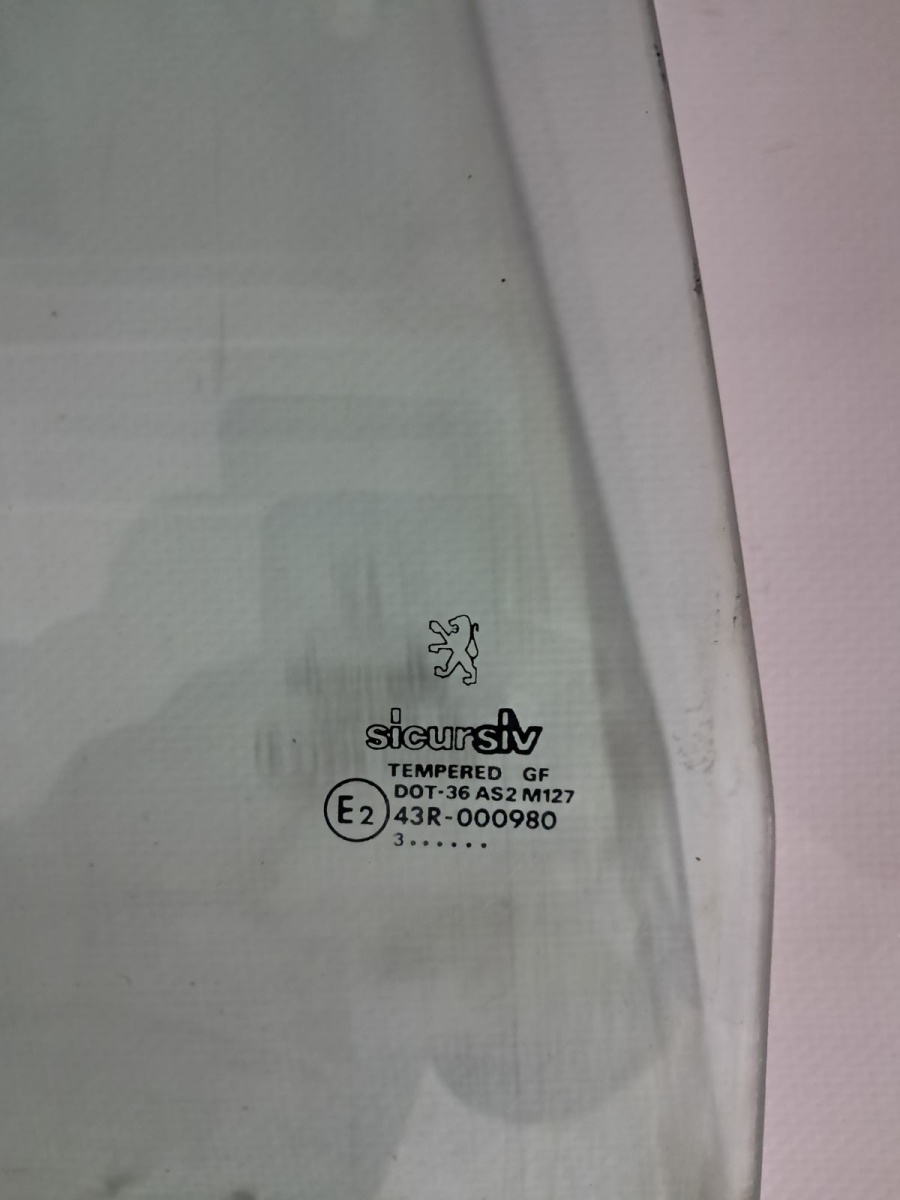 sicursiv
TEMPERED GF
DOT-36 AS2 M127
E2 43R-000980
3......